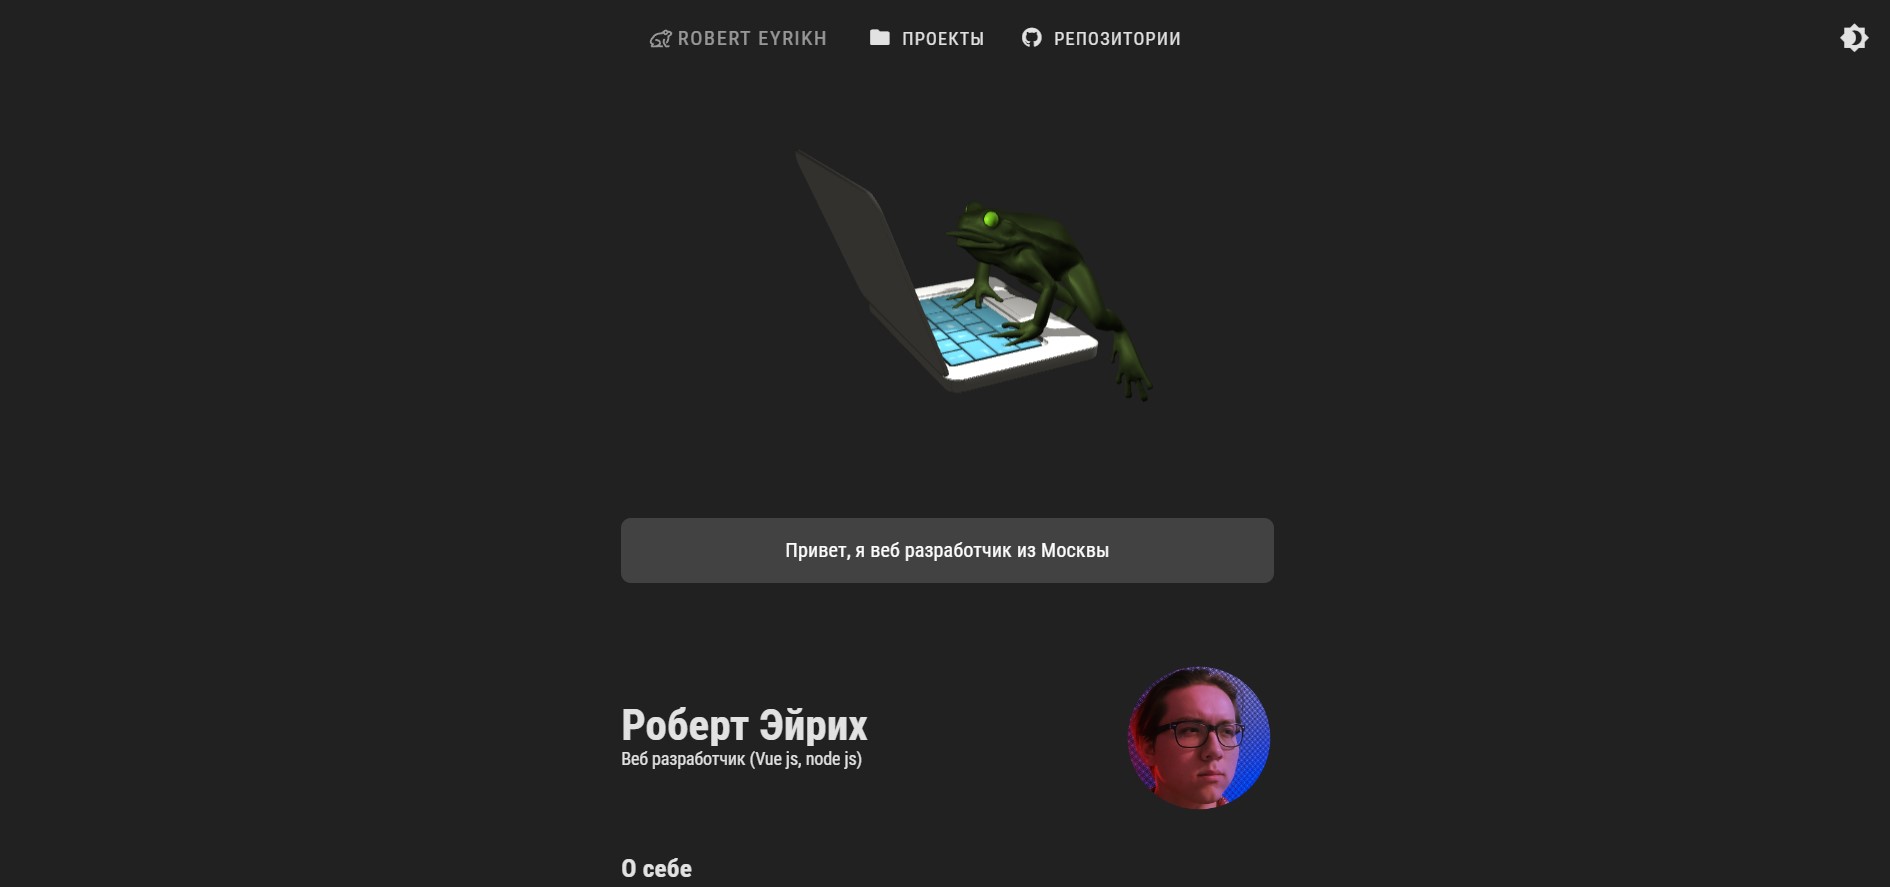 ROBERT EYRIKH
ПРОЕКТЫ
РЕПОЗИТОРИИ
Привет, я веб разработчик из Москвы
Роберт Эйрих
Веб разработчик (Vue js, node js)
О себе